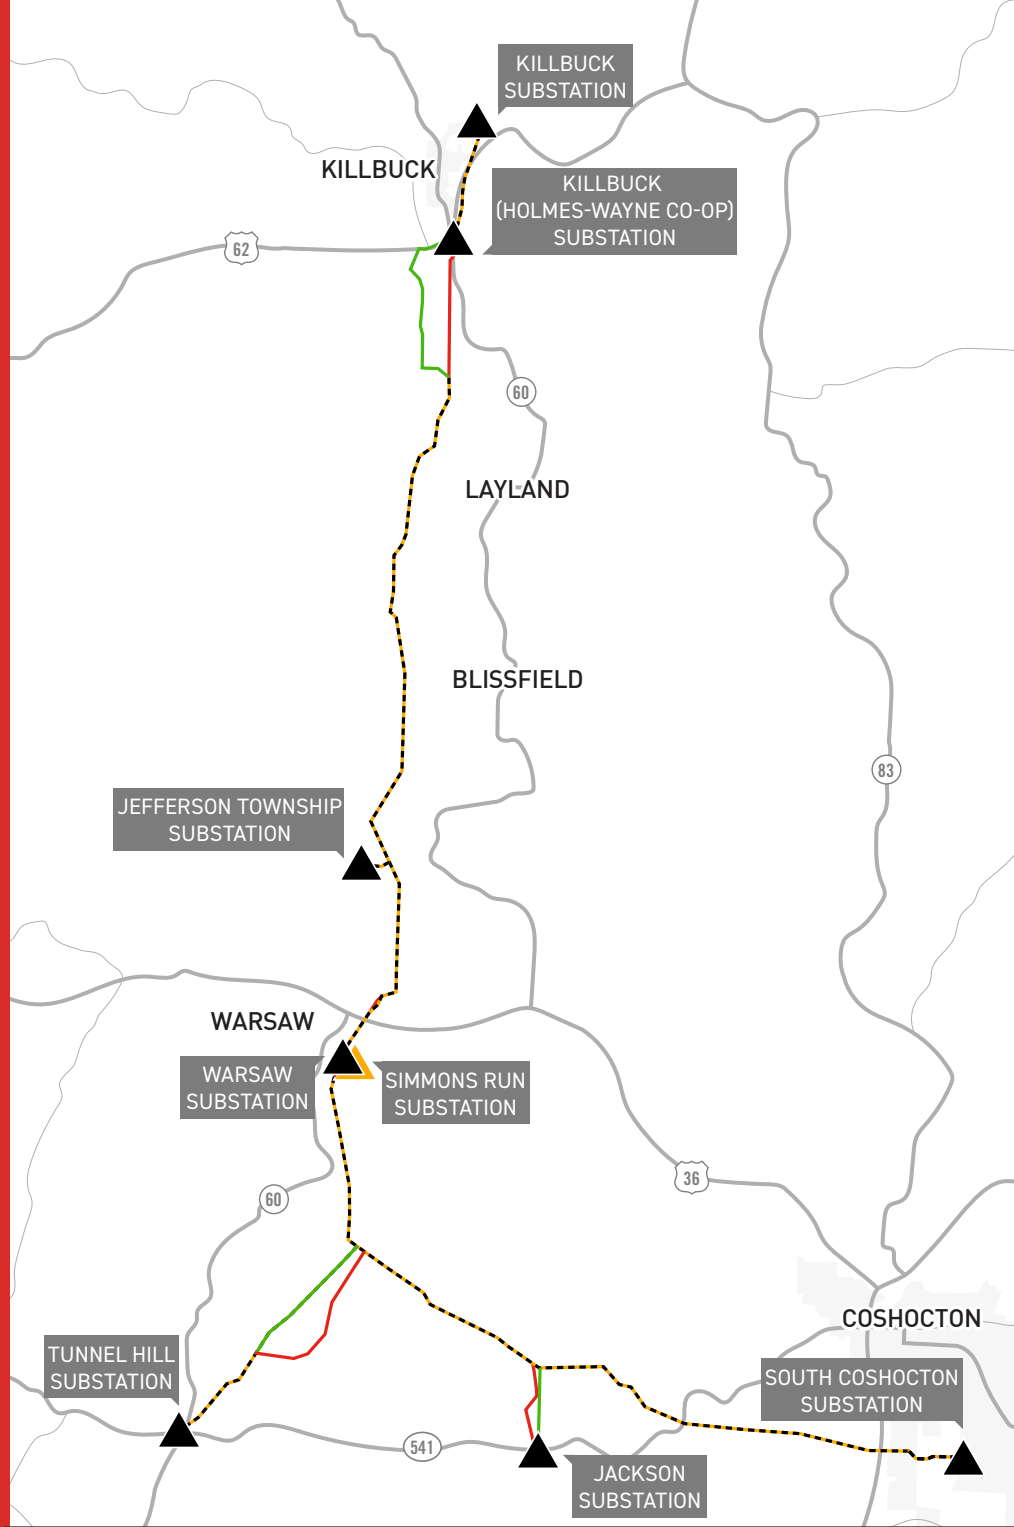 KILLBUCK
SUBSTATION
KILLBUCK
KILLBUCK
(HOLMES-WAYNE CO-OP)
SUBSTATION
62
60
LAYLAND
BLISSFIELD
83
JEFFERSON TOWNSHIP
SUBSTATION
WARSAW
WARSAW
SUBSTATION
SIMMONS RUN
SUBSTATION
36
60
COSHOCTON
TUNNEL HILL
SUBSTATION
SOUTH COSHOCTON
SUBSTATION
541
JACKSON
SUBSTATION